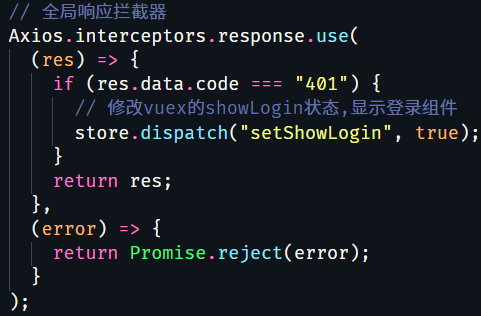 // 全局响应拦截器
Axios.interceptors.response.use(
  (res) => {
    if (res.data.code === "401") {
      // 修改vuex的showLogin状态,显示登录组件
      store.dispatch("setShowLogin", true);
    }
    return res;
  },
  (error) => {
    return Promise.reject(error);
  }
);